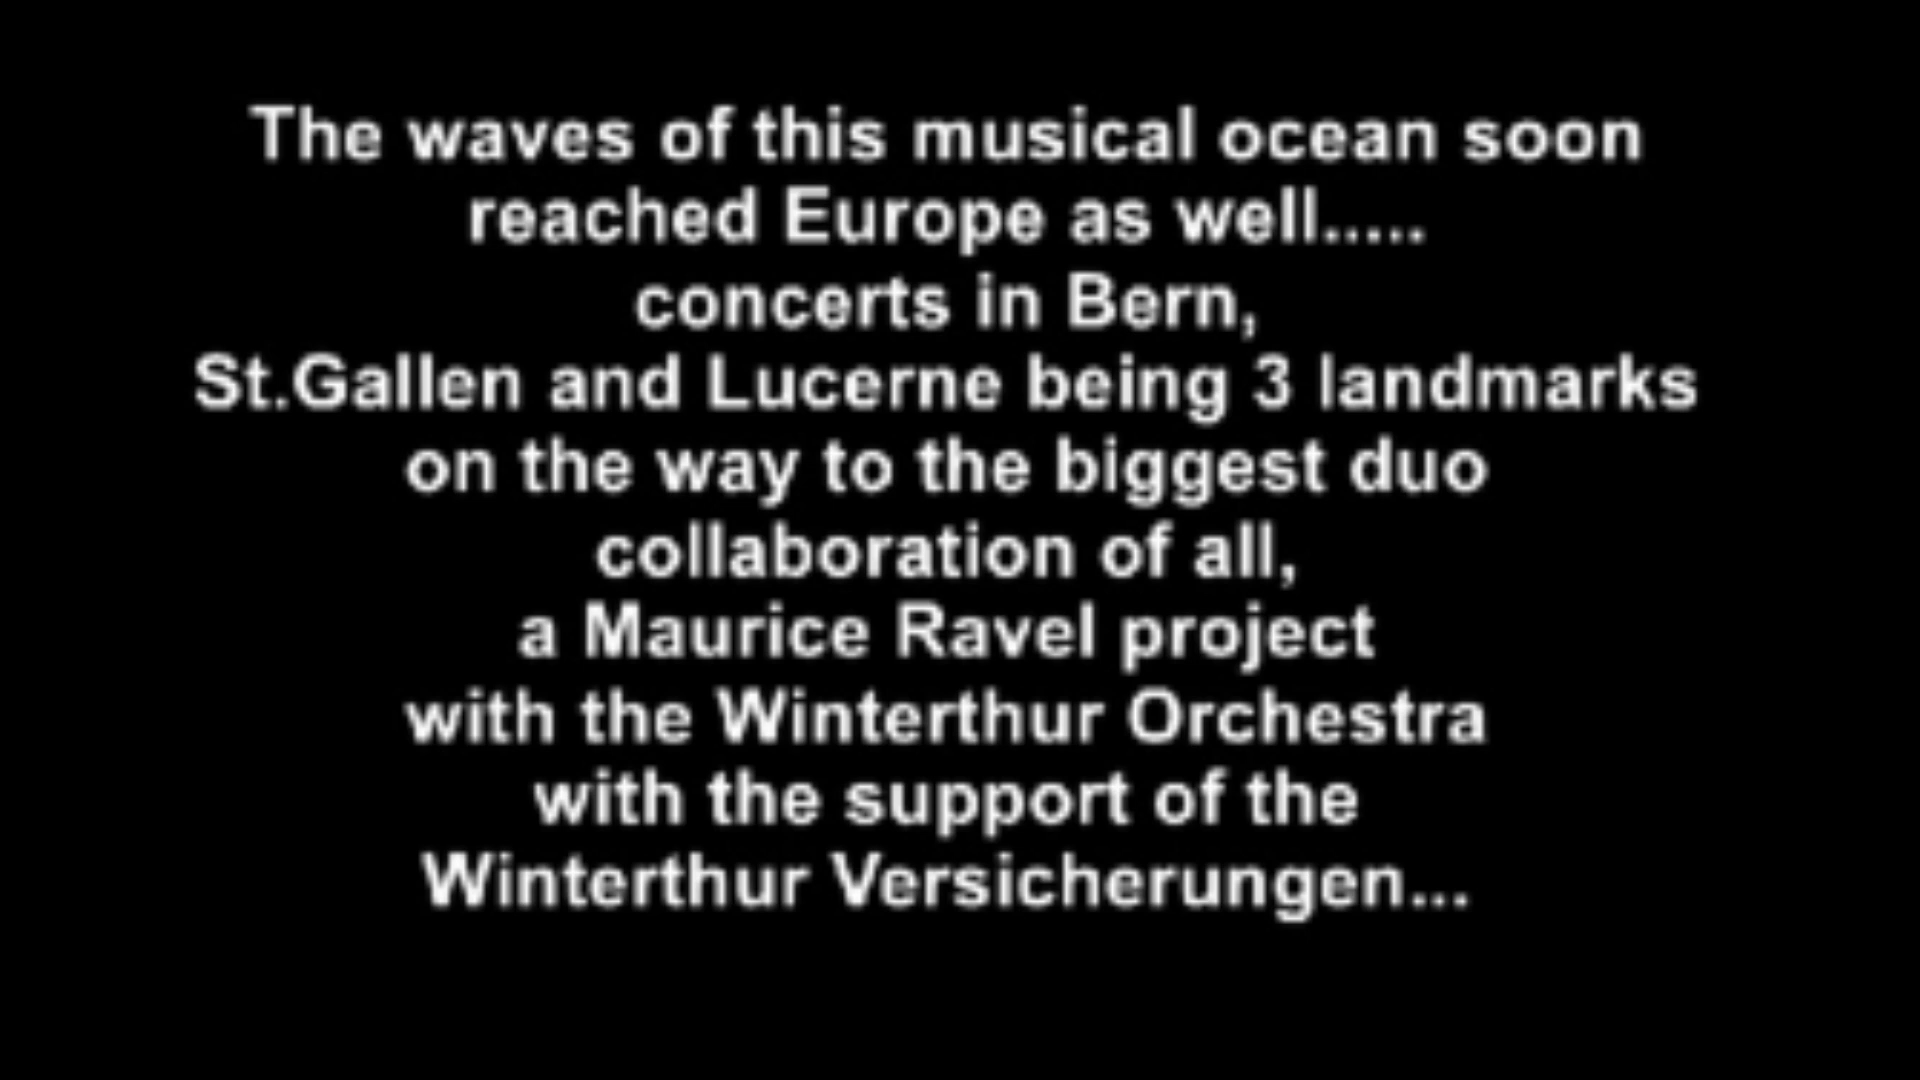 The waves of this musical ocean soon
reached Europe as well.....
concerts in Bern,
St.Gallen and Lucerne being 3 landmarks
on the way to the biggest duo
collaboration of all,
a Maurice Ravel project
with the Winterthur Orchestra
with the support of the
Winterthur Versicherungen...